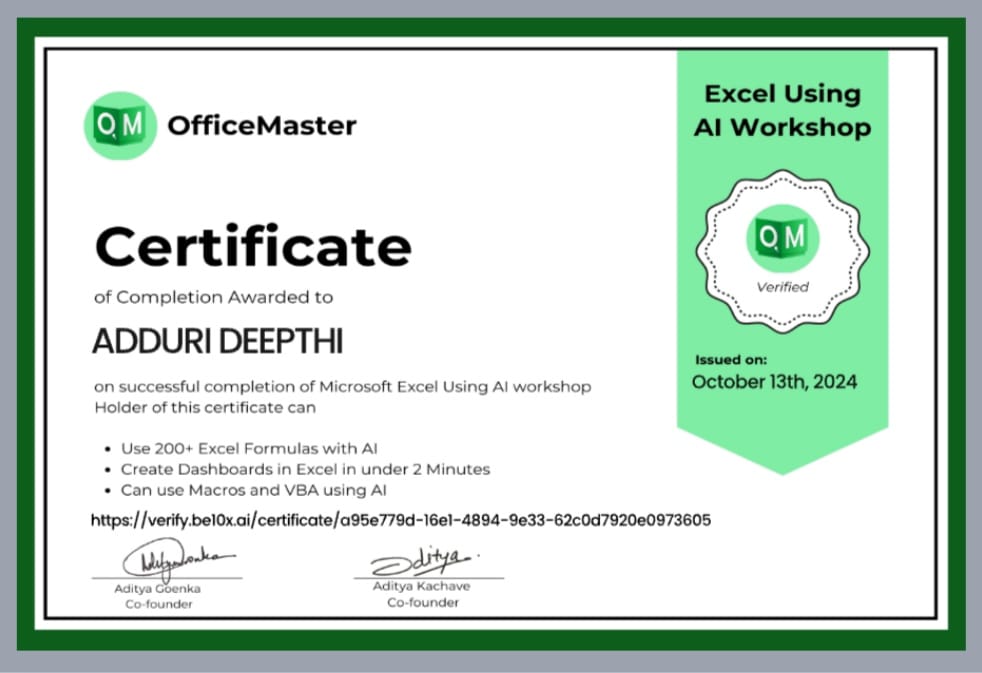 OM OfficeMaster
Certificate
of Completion Awarded to
ADDURI DEEPTHI
on successful completion of Microsoft Excel Using AI workshop
Holder of this certificate can
• Use 200+ Excel Formulas with AI
• Create Dashboards in Excel in under 2 Minutes
• Can use Macros and VBA using AI
https://verify.be10x.ai/certificate/a95e779d-16e1-4894-9e33-62c0d7920e0973605
Aditya
Aditya Goenka
Co-founder
Aditya Kachave
Co-founder
Excel Using
AI Workshop
OM
Verified
Issued on:
October 13th, 2024